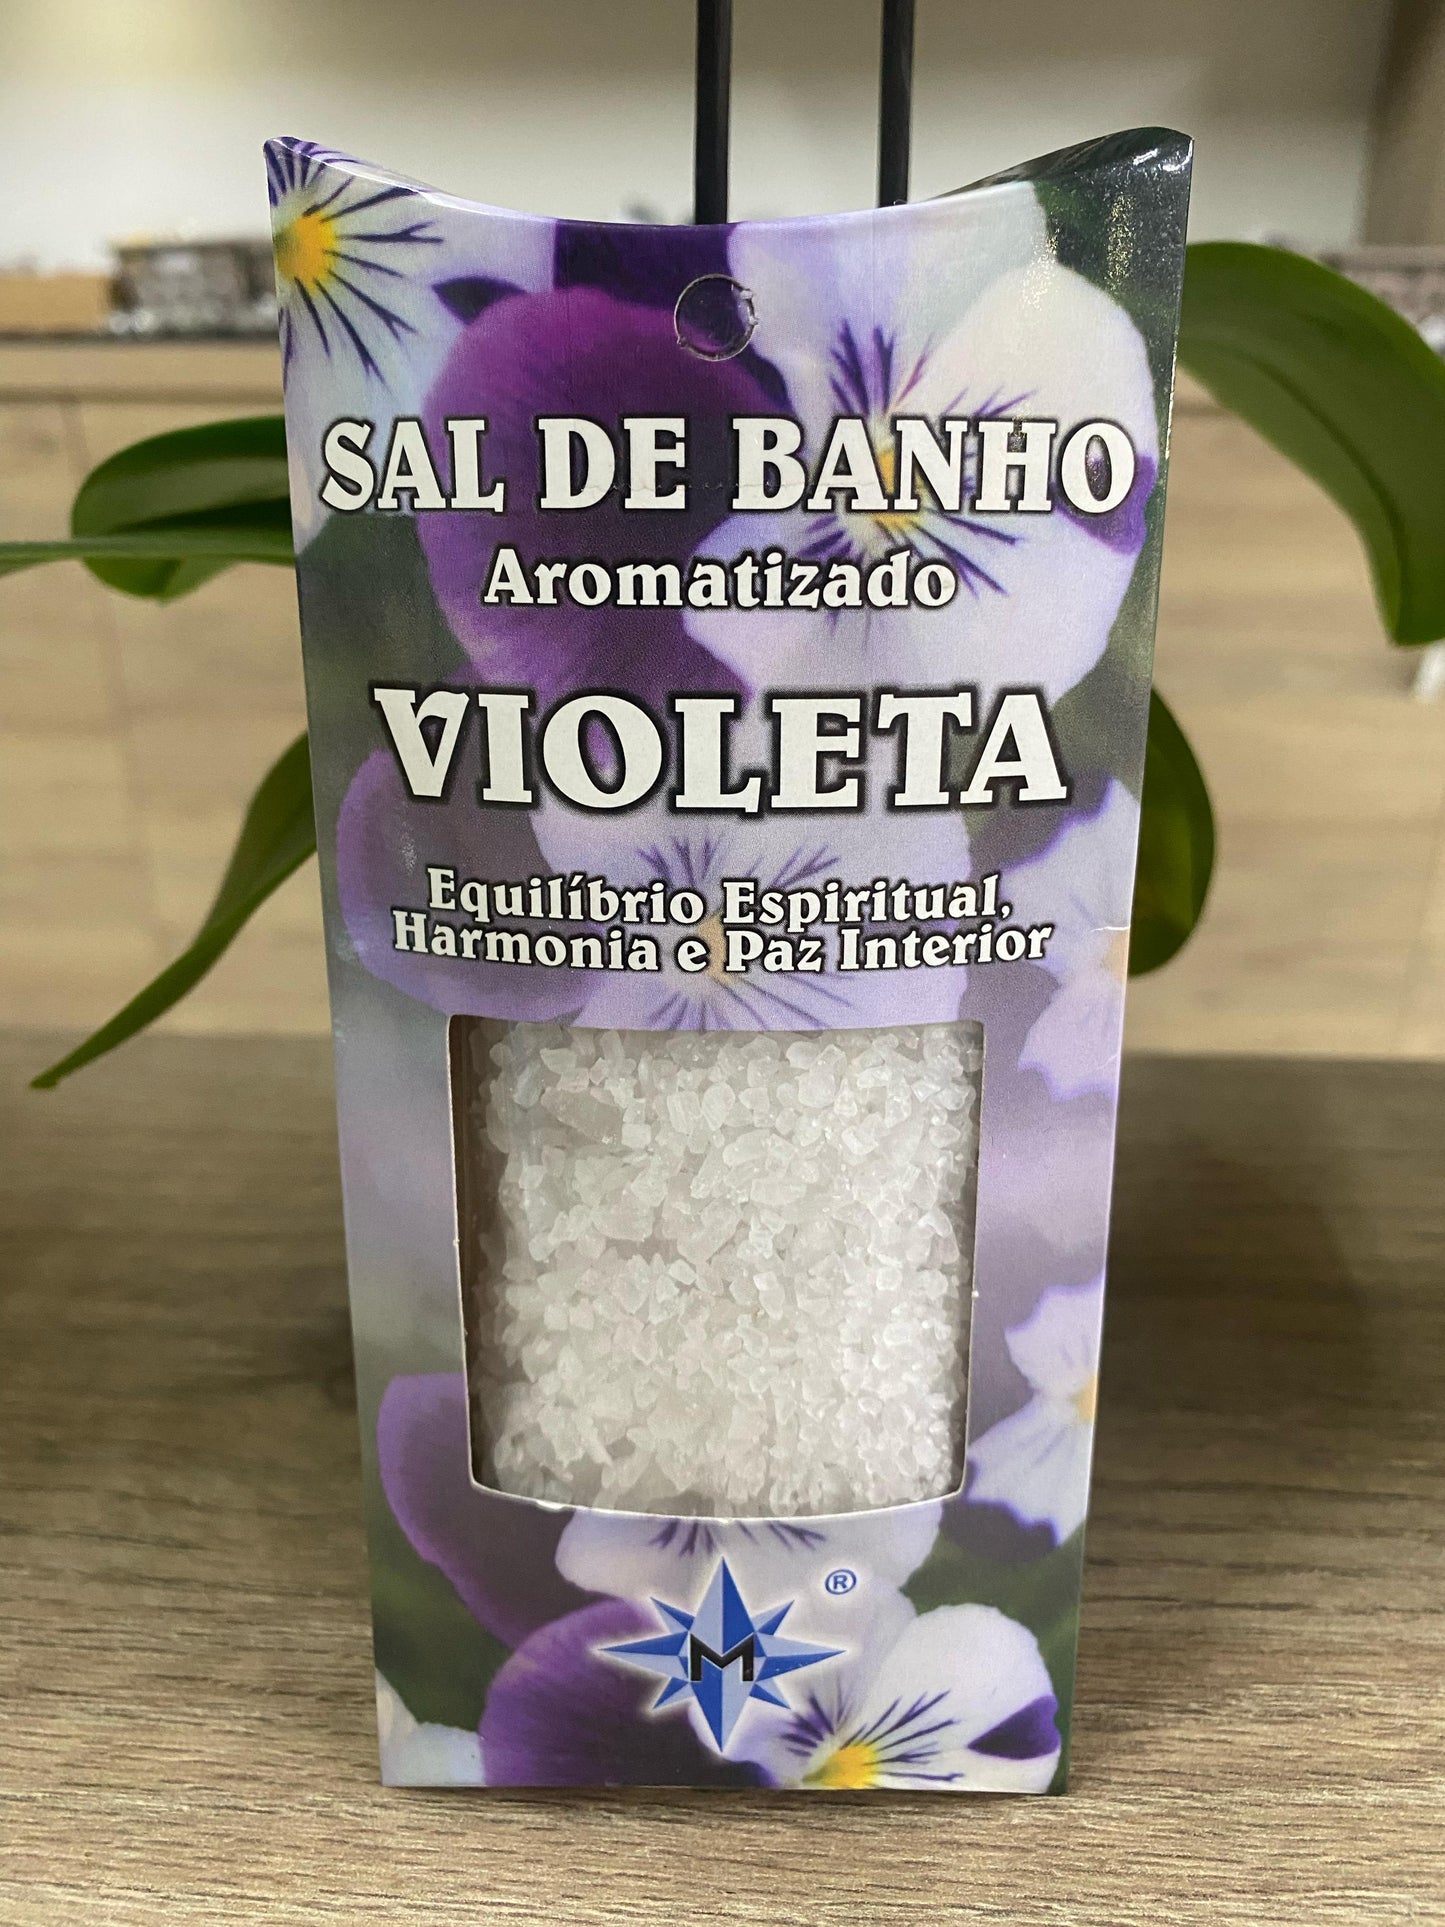 SAL DE BANHO
Aromatizado
VIOLETA
Equilíbrio Espiritual,
Harmonia e Paz Interior
®
M